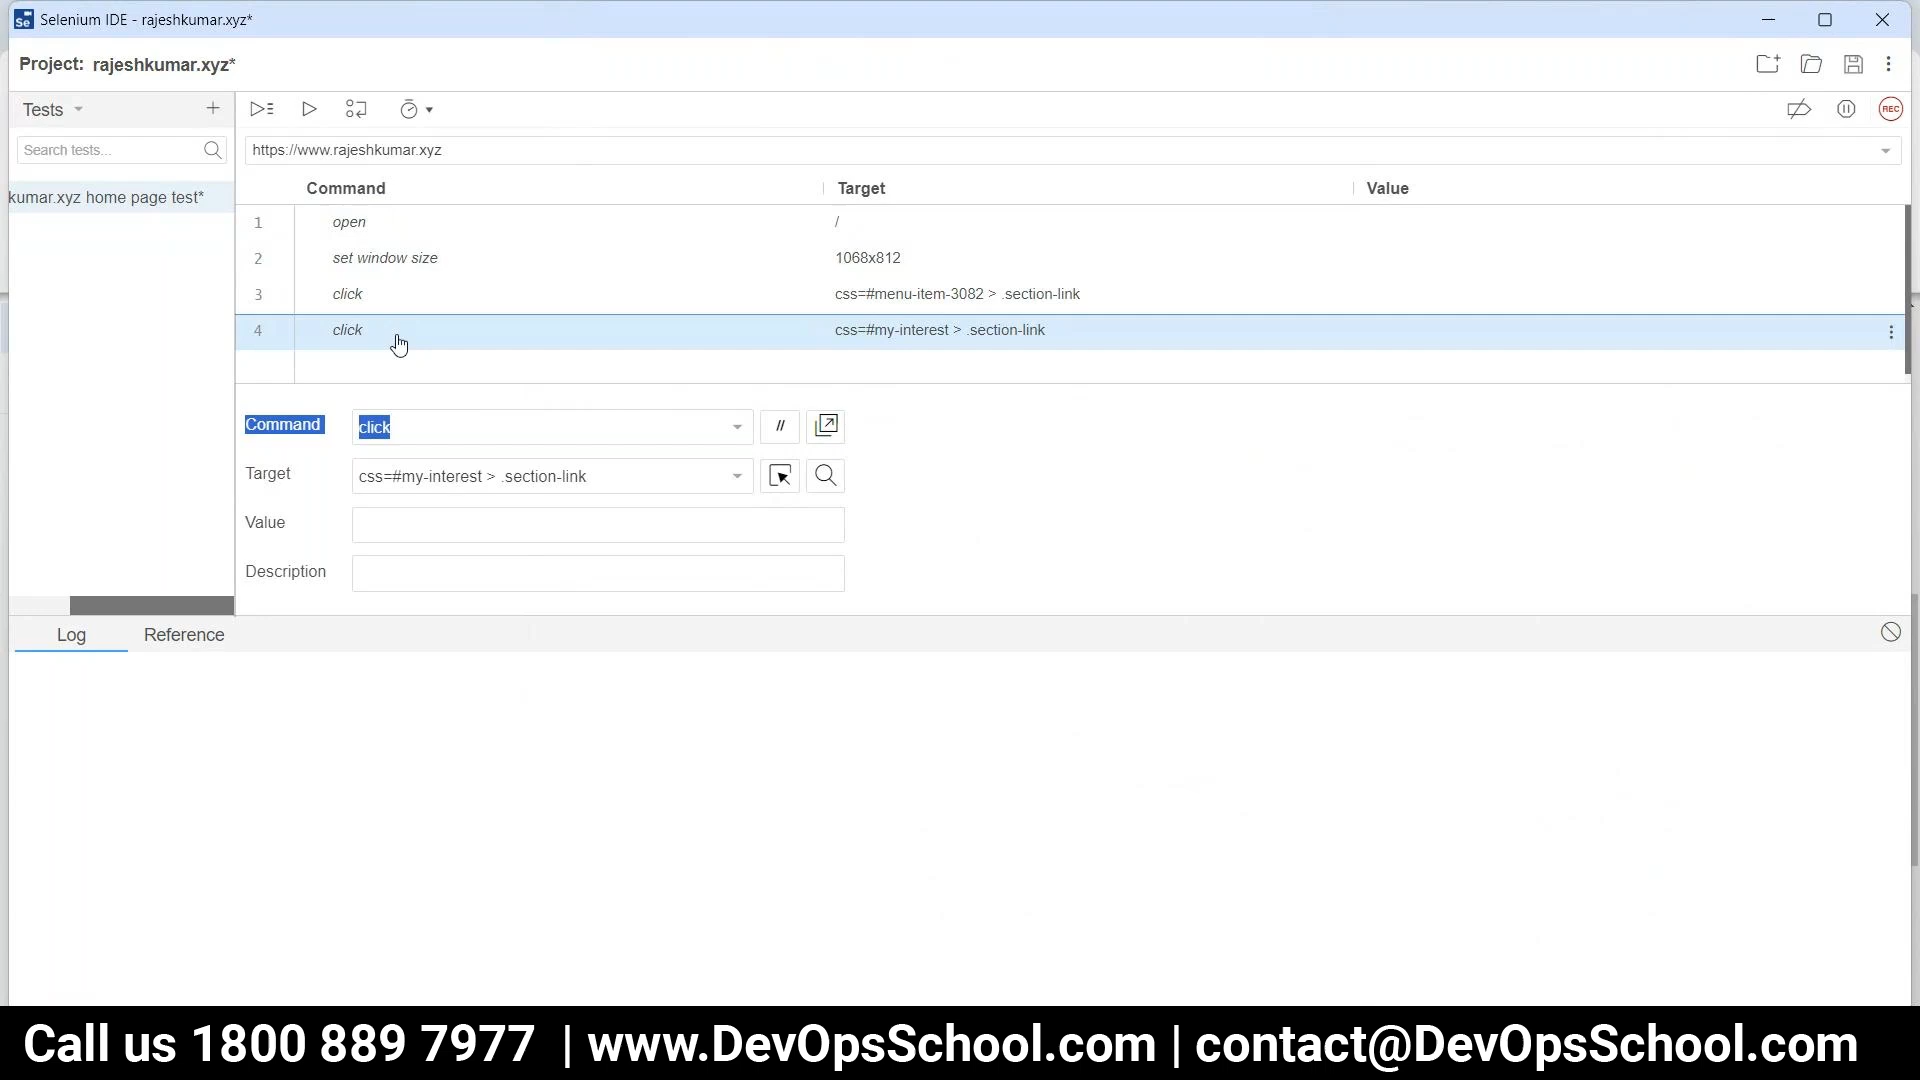 Se Selenium IDE - rajeshkumar.xyz*
Project: rajeshkumar.xyz*
Tests
Search tests...
kumar.xyz home page test*
REC
https://www.rajeshkumar.xyz
Command Target Value
1 open /
2 set window size 1068x812
3 click css=#menu-item-3082 > .section-link
4 click css=#my-interest > .section-link
Command click //
Target css=#my-interest > .section-link
Value
Description
Log Reference
Call us 1800 889 7977 | www.DevOpsSchool.com | contact@DevOpsSchool.com